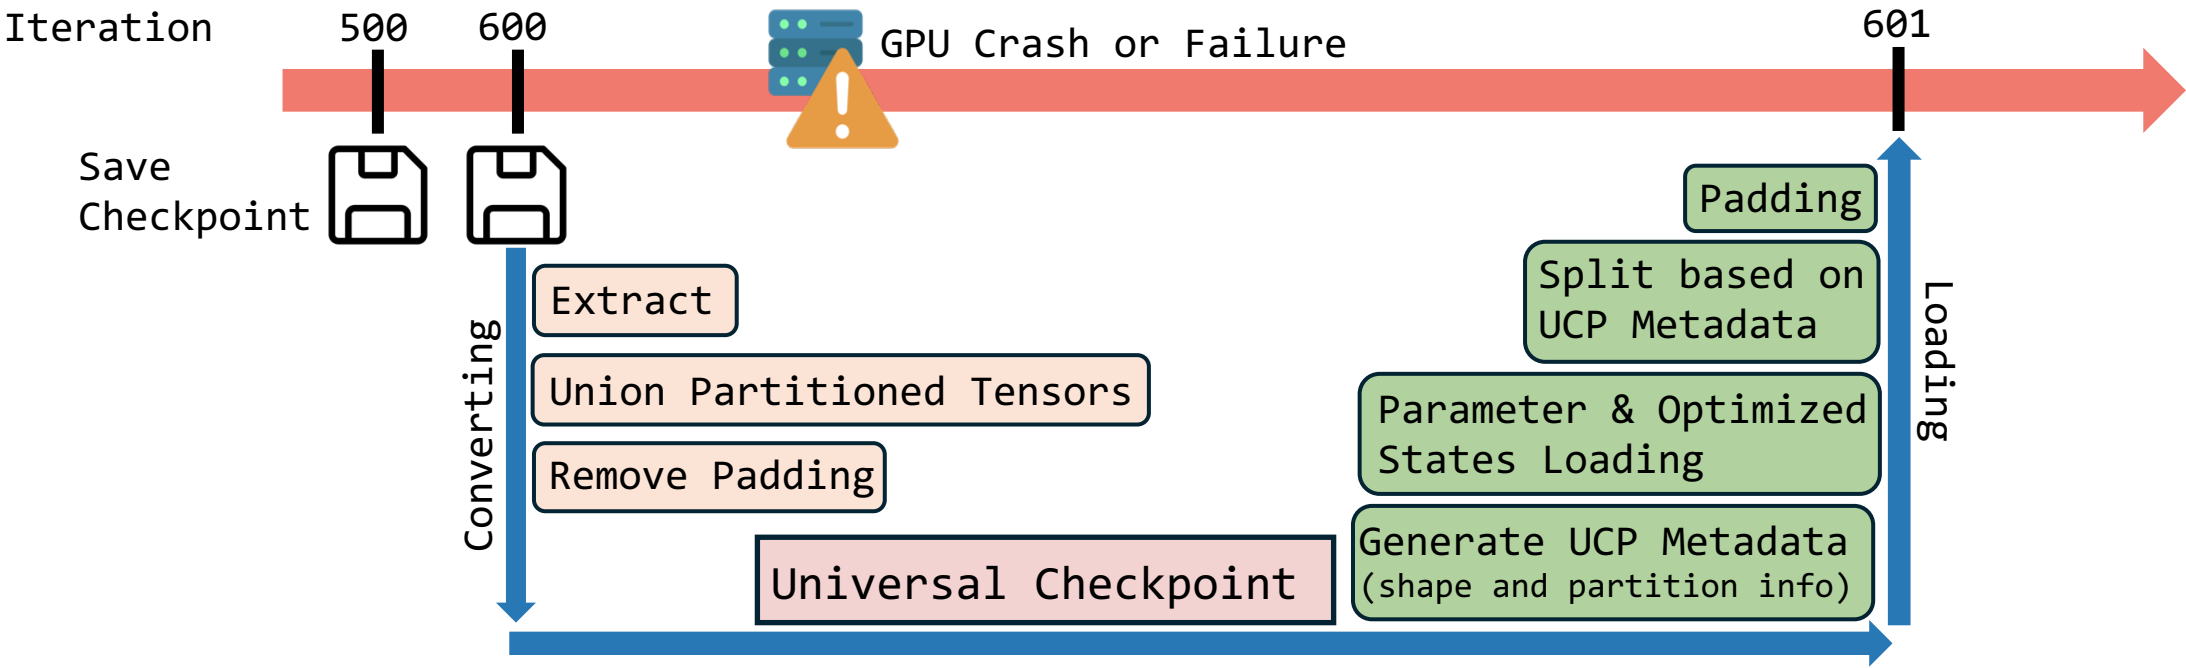 Iteration
500
600
GPU Crash or Failure
601
Save
Checkpoint
Converting
Extract
Union Partitioned Tensors
Remove Padding
Universal Checkpoint
Padding
Split based on
UCP Metadata
Parameter & Optimized
States Loading
Generate UCP Metadata
(shape and partition info)
Loading